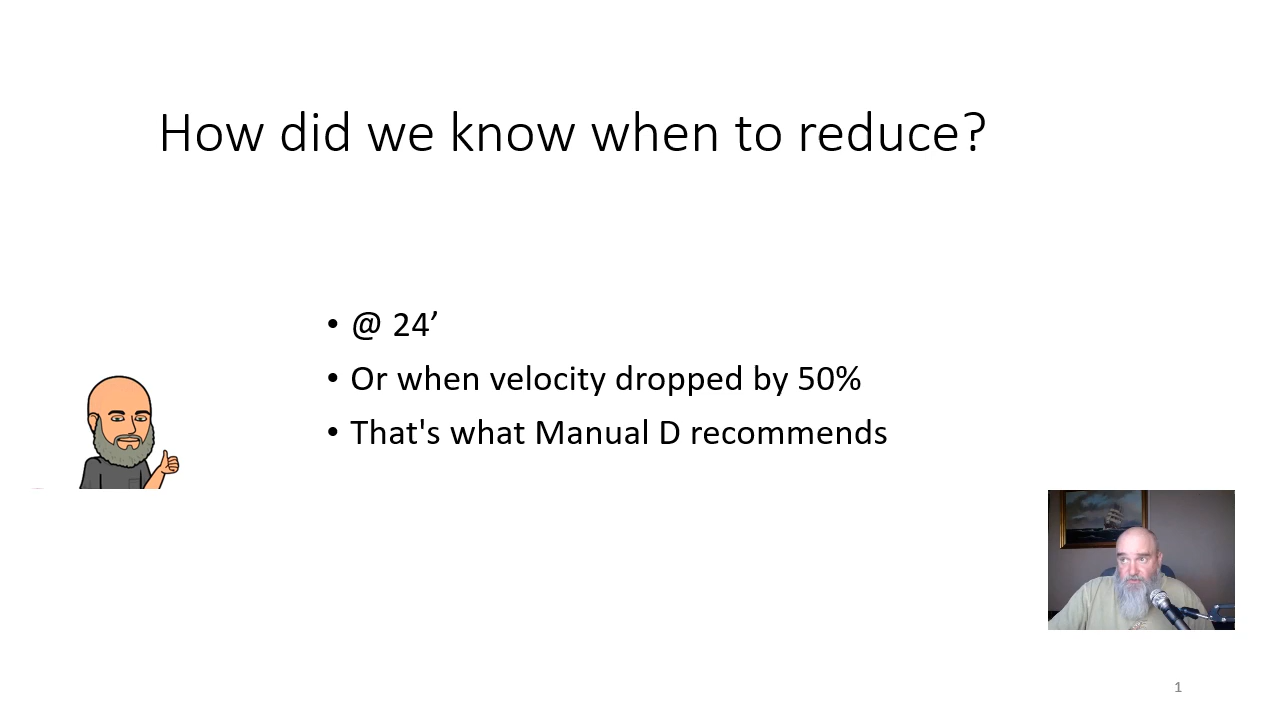 How did we know when to reduce?
• @ 24’
• Or when velocity dropped by 50%
• That's what Manual D recommends
1